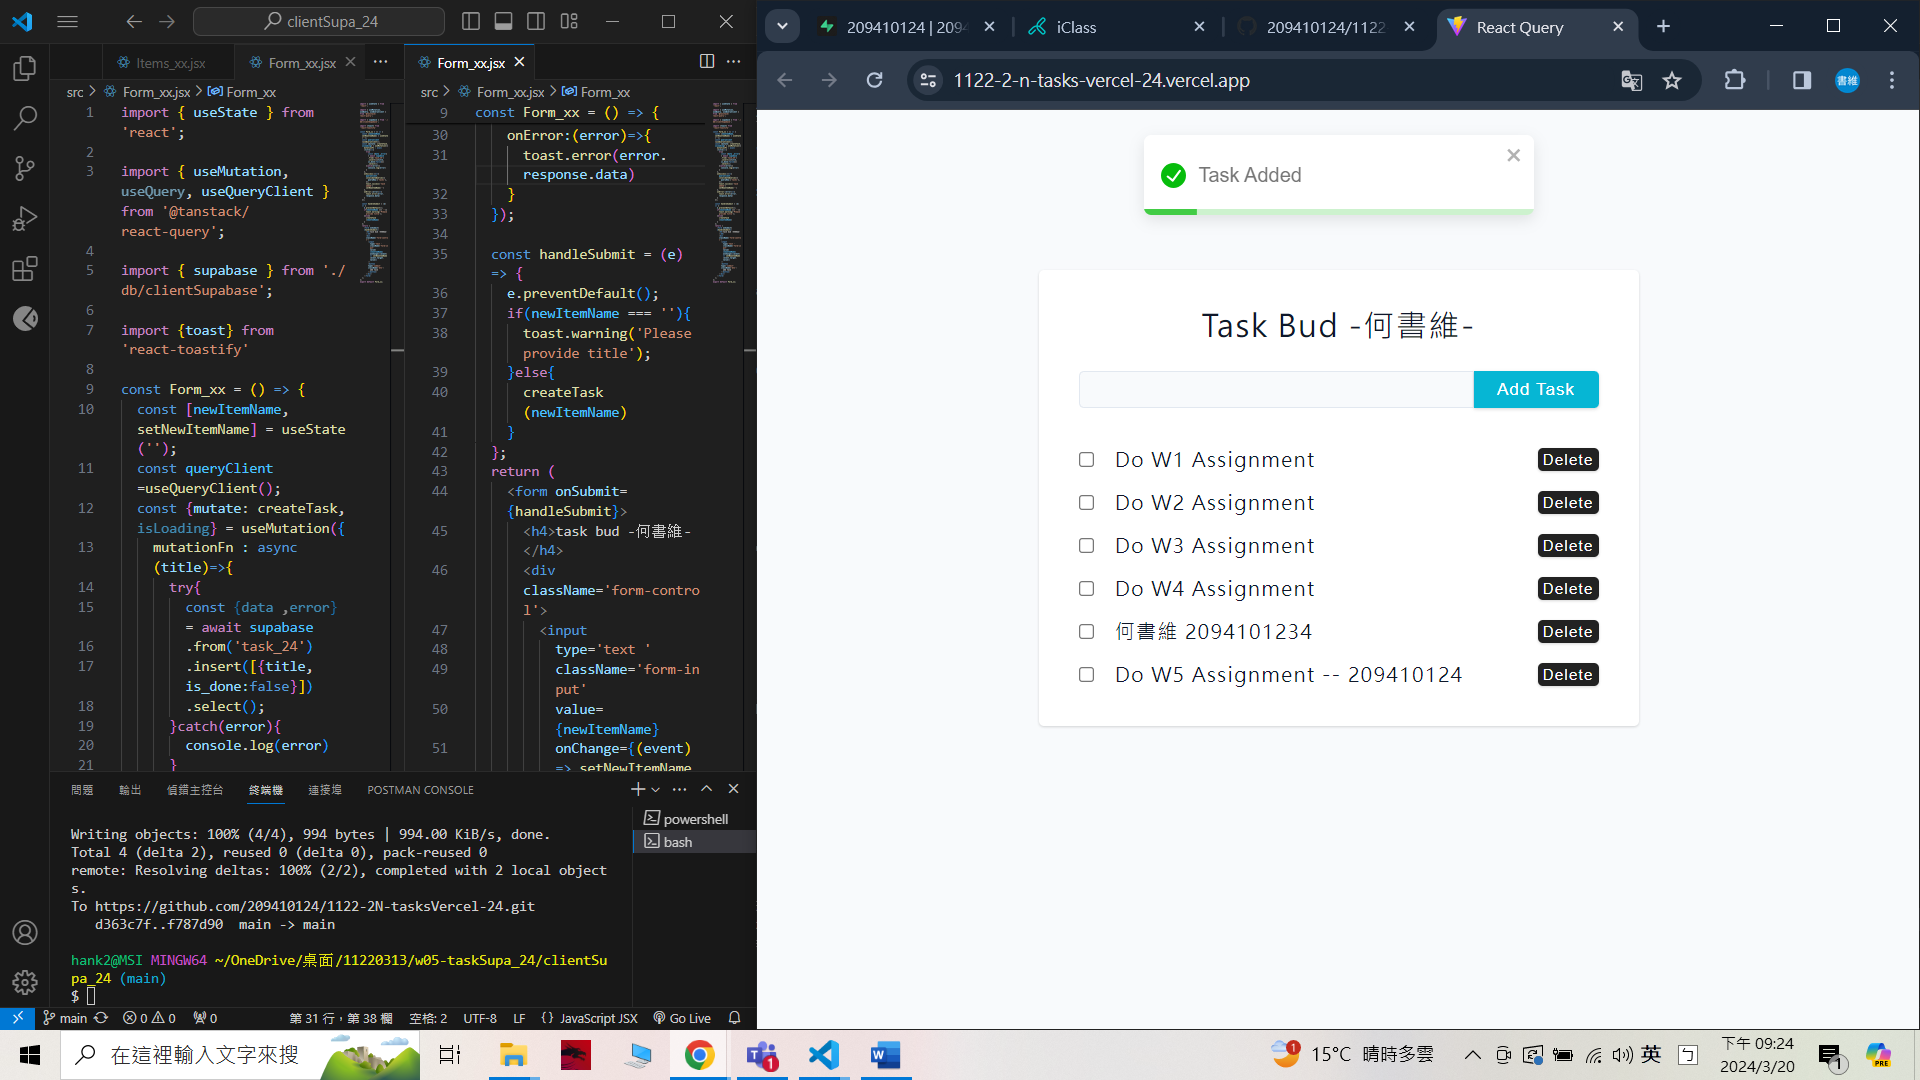 clientSupa_24
Items_xx.jsx
Form_xx.jsx
Form_xx.jsx
src > Form_xx.jsx > Form_xx
src > Form_xx.jsx > Form_xx
1 import { useState } from
'react';
2
3 import { useMutation,
useQuery, useQueryClient }
from '@tanstack/
react-query';
4
5 import { supabase } from './
db/clientSupabase';
6
7 import {toast} from
'react-toastify'
8
9 const Form_xx = () => {
10 const [newItemName,
setNewItemName] = useState
('');
11 const queryClient
=useQueryClient();
12 const {mutate: createTask,
isLoading} = useMutation({
13 mutationFn : async
(title)=>{
14 try{
15 const {data ,error}
= await supabase
16 .from('task_24')
17 .insert([{title,
is_done:false}])
18 .select();
19 }catch(error){
20 console.log(error)
21 }
9 const Form_xx = () => {
30 onError:(error)=>{
31 toast.error(error.
response.data)
32 }
33 });
34
35 const handleSubmit = (e)
=> {
36 e.preventDefault();
37 if(newItemName === ''){
38 toast.warning('Please
provide title');
39 }else{
40 createTask
(newItemName)
41 }
42 };
43 return (
44 <form onSubmit=
{handleSubmit}>
45 <h4>task bud -何書維-
</h4>
46 <div
className='form-contro
l'>
47 <input
48 type='text '
49 className='form-in
put'
50 value=
{newItemName}
51 onChange={(event)
=> setNewItemName
問題 輸出 偵錯主控台 終端機 連接埠 POSTMAN CONSOLE
powershell
bash
Writing objects: 100% (4/4), 994 bytes | 994.00 KiB/s, done.
Total 4 (delta 2), reused 0 (delta 0), pack-reused 0
remote: Resolving deltas: 100% (2/2), completed with 2 local object
s.
To https://github.com/209410124/1122-2N-tasksVercel-24.git
d363c7f..f787d90  main -> main
hank2@MSI MINGW64 ~/OneDrive/桌面/11220313/w05-taskSupa_24/clientSu
pa_24 (main)
$
main 0 0 0 第 31 行，第 38 欄 空格: 2 UTF-8 LF {} JavaScript JSX Go Live
209410124 | 209
iClass
209410124/1122
React Query
1122-2-n-tasks-vercel-24.vercel.app
書維
Task Added
Task Bud -何書維-
Add Task
Do W1 Assignment Delete
Do W2 Assignment Delete
Do W3 Assignment Delete
Do W4 Assignment Delete
何書維 2094101234 Delete
Do W5 Assignment -- 209410124 Delete
在這裡輸入文字來搜
1
1
15°C 晴時多雲
英
下午 09:24
2024/3/20
1
PRE